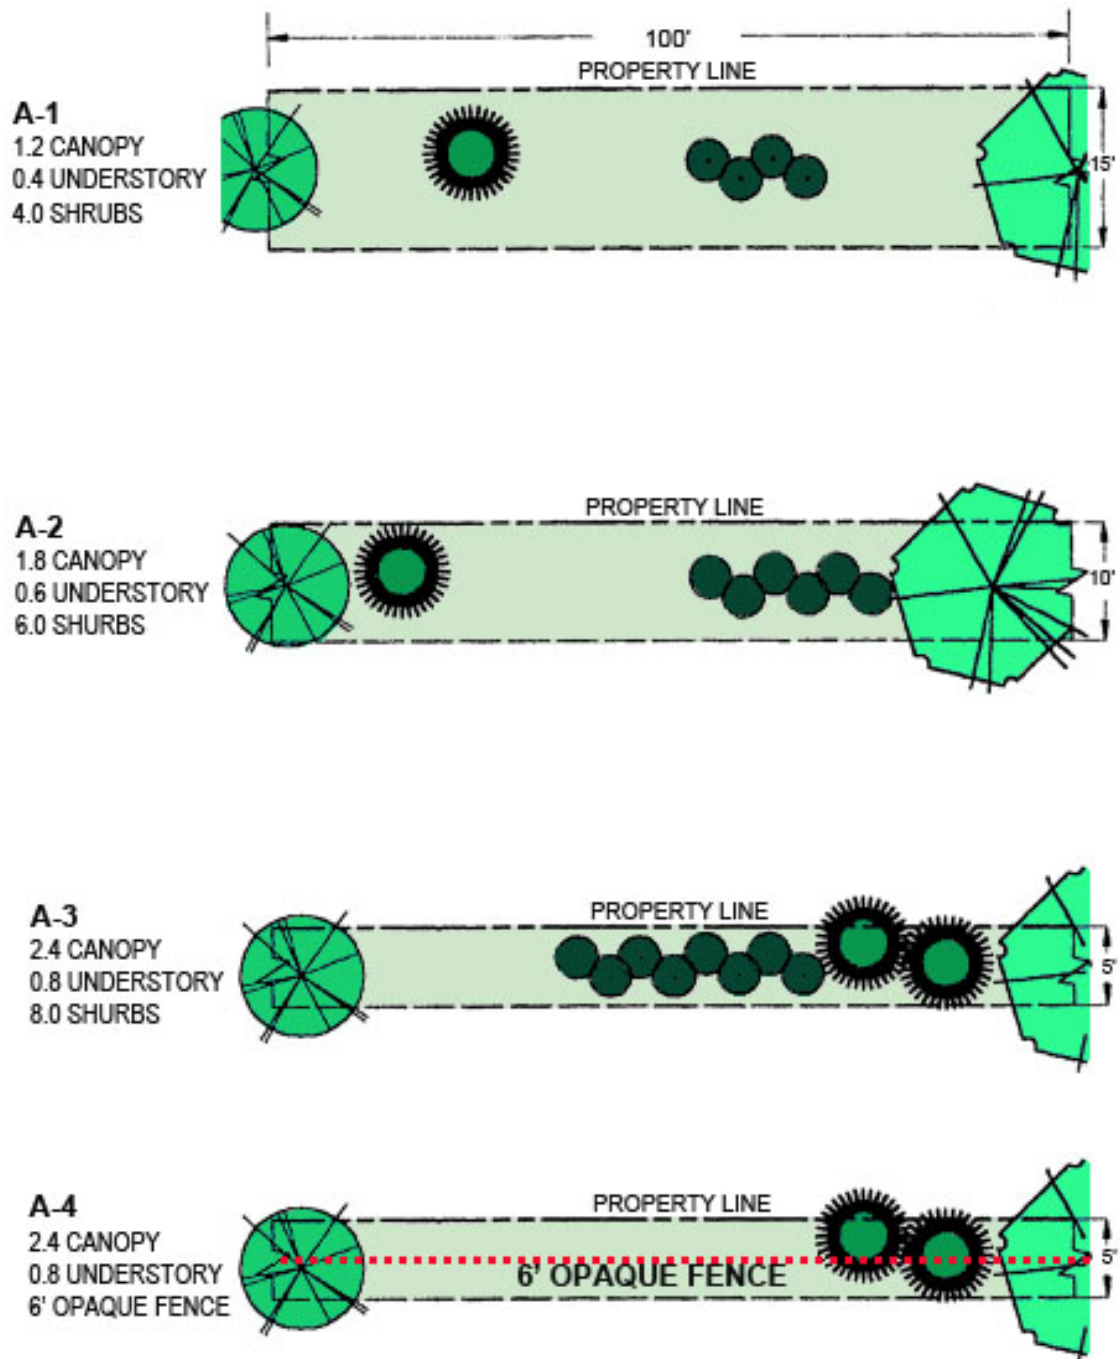 100'
PROPERTY LINE
A-1
1.2 CANOPY
0.4 UNDERSTORY
4.0 SHRUBS
15'
PROPERTY LINE
A-2
1.8 CANOPY
0.6 UNDERSTORY
6.0 SHURBS
10'
PROPERTY LINE
A-3
2.4 CANOPY
0.8 UNDERSTORY
8.0 SHURBS
5'
PROPERTY LINE
A-4
2.4 CANOPY
0.8 UNDERSTORY
6' OPAQUE FENCE
6' OPAQUE FENCE
5'